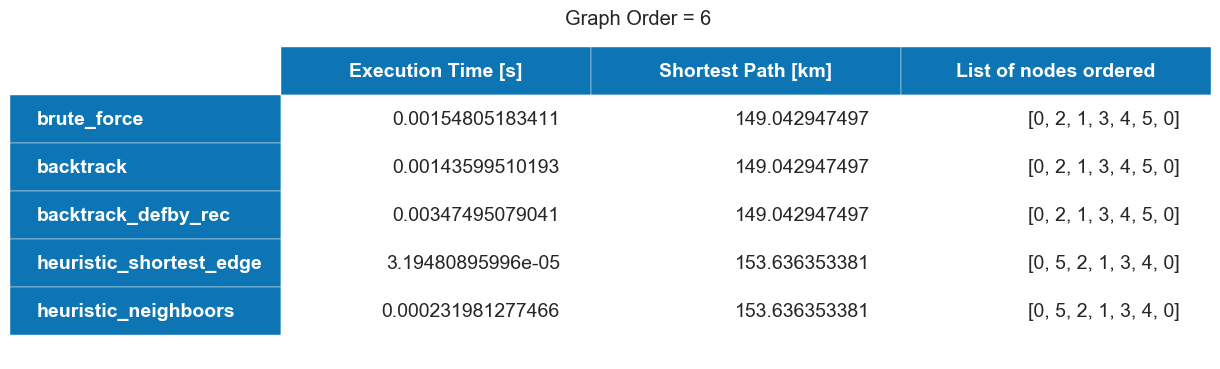 Graph Order = 6
Execution Time [s] Shortest Path [km] List of nodes ordered
brute_force 0.00154805183411 149.042947497 [0, 2, 1, 3, 4, 5, 0]
backtrack 0.00143599510193 149.042947497 [0, 2, 1, 3, 4, 5, 0]
backtrack_defby_rec 0.00347495079041 149.042947497 [0, 2, 1, 3, 4, 5, 0]
heuristic_shortest_edge 3.19480895996e-05 153.636353381 [0, 5, 2, 1, 3, 4, 0]
heuristic_neighboors 0.000231981277466 153.636353381 [0, 5, 2, 1, 3, 4, 0]